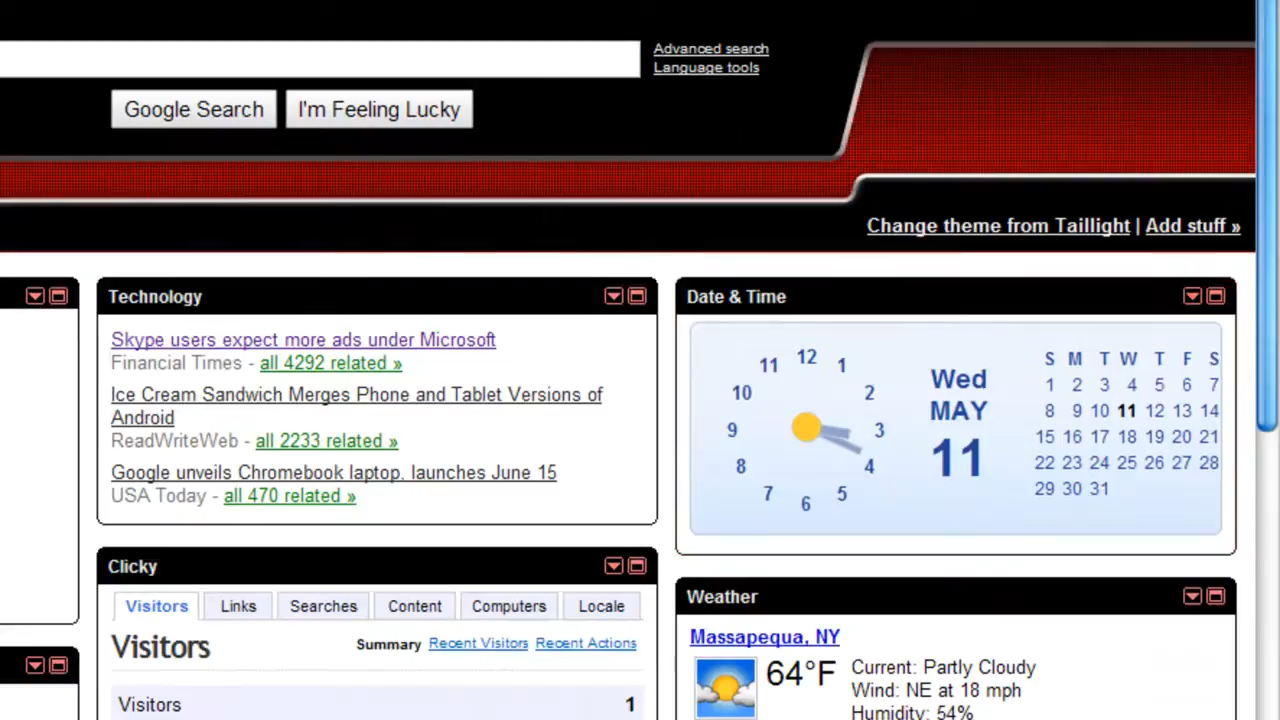 Advanced search
Language tools
Google Search I'm Feeling Lucky
Change theme from Taillight | Add stuff »
Technology
Skype users expect more ads under Microsoft
Financial Times - all 4292 related »
Ice Cream Sandwich Merges Phone and Tablet Versions of
Android
ReadWriteWeb - all 2233 related »
Google unveils Chromebook laptop, launches June 15
USA Today - all 470 related »
Date & Time
12
11 1
10 2
9 3
8 4
7 5
6
Wed
MAY
11
S M T W T F S
1 2 3 4 5 6 7
8 9 10 11 12 13 14
15 16 17 18 19 20 21
22 23 24 25 26 27 28
29 30 31
Clicky
Visitors Links Searches Content Computers Locale
Visitors Summary Recent Visitors Recent Actions
Visitors 1
Weather
Massapequa, NY
64°F
Current: Partly Cloudy
Wind: NE at 18 mph
Humidity: 54%